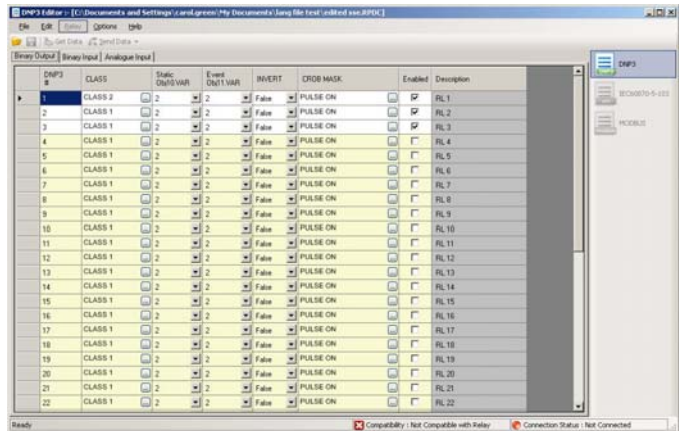 DNP3 Editor :- [C:\Documents and Settings\carol.green\My Documents\lang file test\edited sse.RPDC]
File Edit Relay Options Help
Get Data Send Data
Binary Output Binary Input Analogue Input
DNP3 # CLASS Static Obj10.VAR Event Obj11.VAR INVERT CROB MASK Enabled Description
1 CLASS 2 ... 2 2 False PULSE ON ... RL 1
2 CLASS 1 ... 2 2 False PULSE ON ... RL 2
3 CLASS 1 ... 2 2 False PULSE ON ... RL 3
4 CLASS 1 ... 2 2 False PULSE ON ... RL 4
5 CLASS 1 ... 2 2 False PULSE ON ... RL 5
6 CLASS 1 ... 2 2 False PULSE ON ... RL 6
7 CLASS 1 ... 2 2 False PULSE ON ... RL 7
8 CLASS 1 ... 2 2 False PULSE ON ... RL 8
9 CLASS 1 ... 2 2 False PULSE ON ... RL 9
10 CLASS 1 ... 2 2 False PULSE ON ... RL 10
11 CLASS 1 ... 2 2 False PULSE ON ... RL 11
12 CLASS 1 ... 2 2 False PULSE ON ... RL 12
13 CLASS 1 ... 2 2 False PULSE ON ... RL 13
14 CLASS 1 ... 2 2 False PULSE ON ... RL 14
15 CLASS 1 ... 2 2 False PULSE ON ... RL 15
16 CLASS 1 ... 2 2 False PULSE ON ... RL 16
17 CLASS 1 ... 2 2 False PULSE ON ... RL 17
18 CLASS 1 ... 2 2 False PULSE ON ... RL 18
19 CLASS 1 ... 2 2 False PULSE ON ... RL 19
20 CLASS 1 ... 2 2 False PULSE ON ... RL 20
21 CLASS 1 ... 2 2 False PULSE ON ... RL 21
22 CLASS 1 ... 2 2 False PULSE ON ... RL 22
DNP3
IEC60870-5-103
MODBUS
Ready Compatibility : Not Compatible with Relay Connection Status : Not Connected